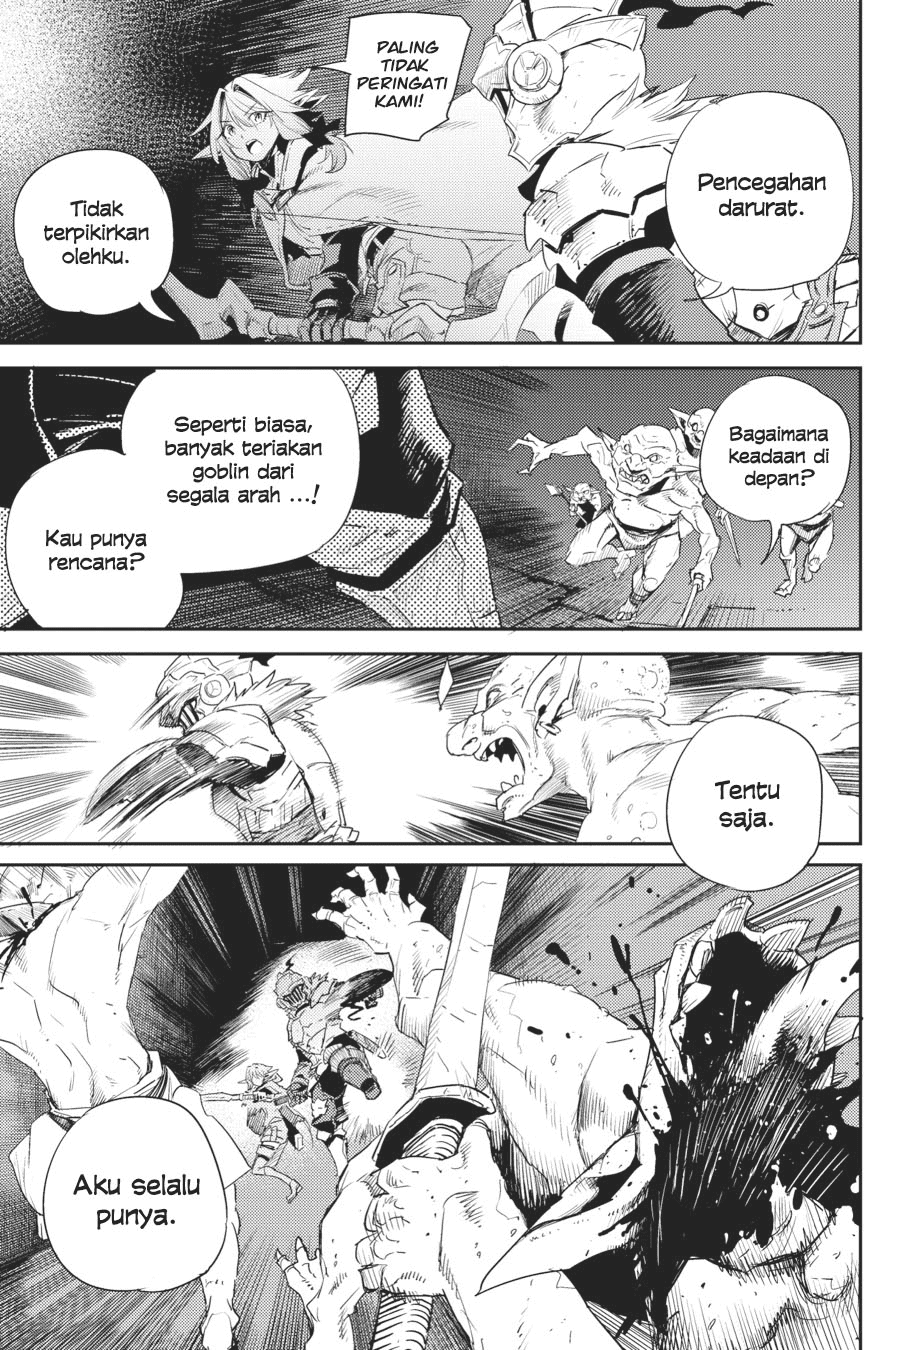 Pencegahan
darurat.
PALING
TIDAK
PERINGATI
KAMI!
Tidak
terpikirkan
olehku.
Bagaimana
keadaan di
depan?
Seperti biasa,
banyak teriakan
goblin dari
segala arah ...!
Kau punya
rencana?
Tentu
saja.
Aku selalu
punya.